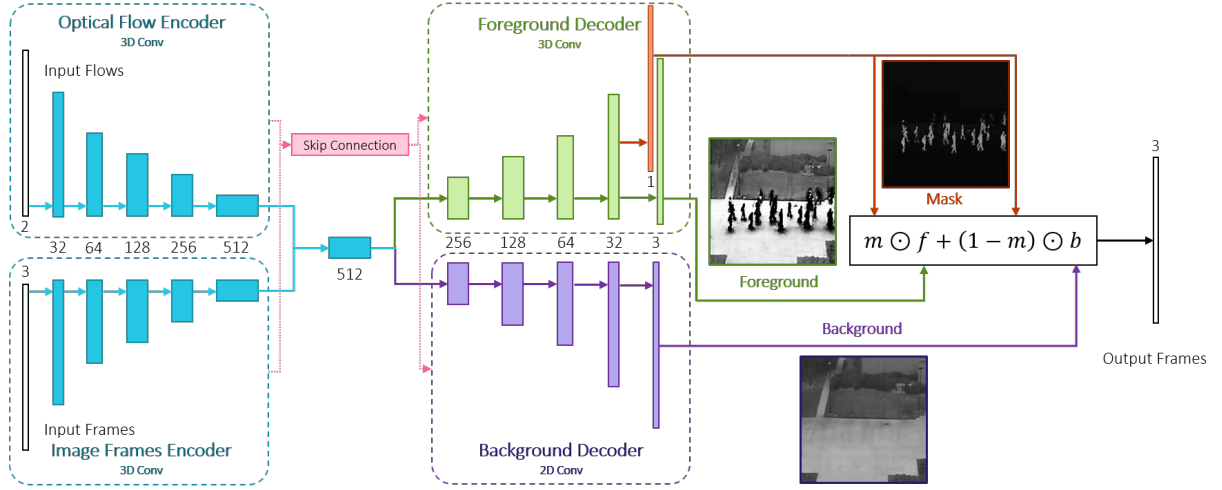 Optical Flow Encoder
3D Conv
Input Flows
2
32 64 128 256 512
3
Input Frames
Image Frames Encoder
3D Conv
Skip Connection
512
Foreground Decoder
3D Conv
1
256 128 64 32 3
Background Decoder
2D Conv
Foreground
Mask
m ⊙ f + (1 − m) ⊙ b
Background
3
Output Frames